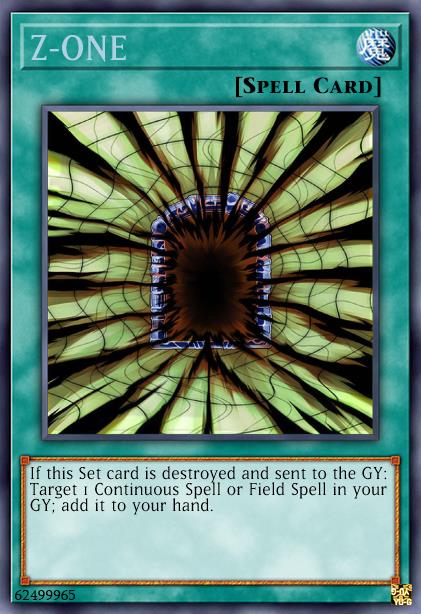 Z-ONE
魔
[SPELL CARD]
If this Set card is destroyed and sent to the GY:
Target 1 Continuous Spell or Field Spell in your
GY; add it to your hand.
62499965